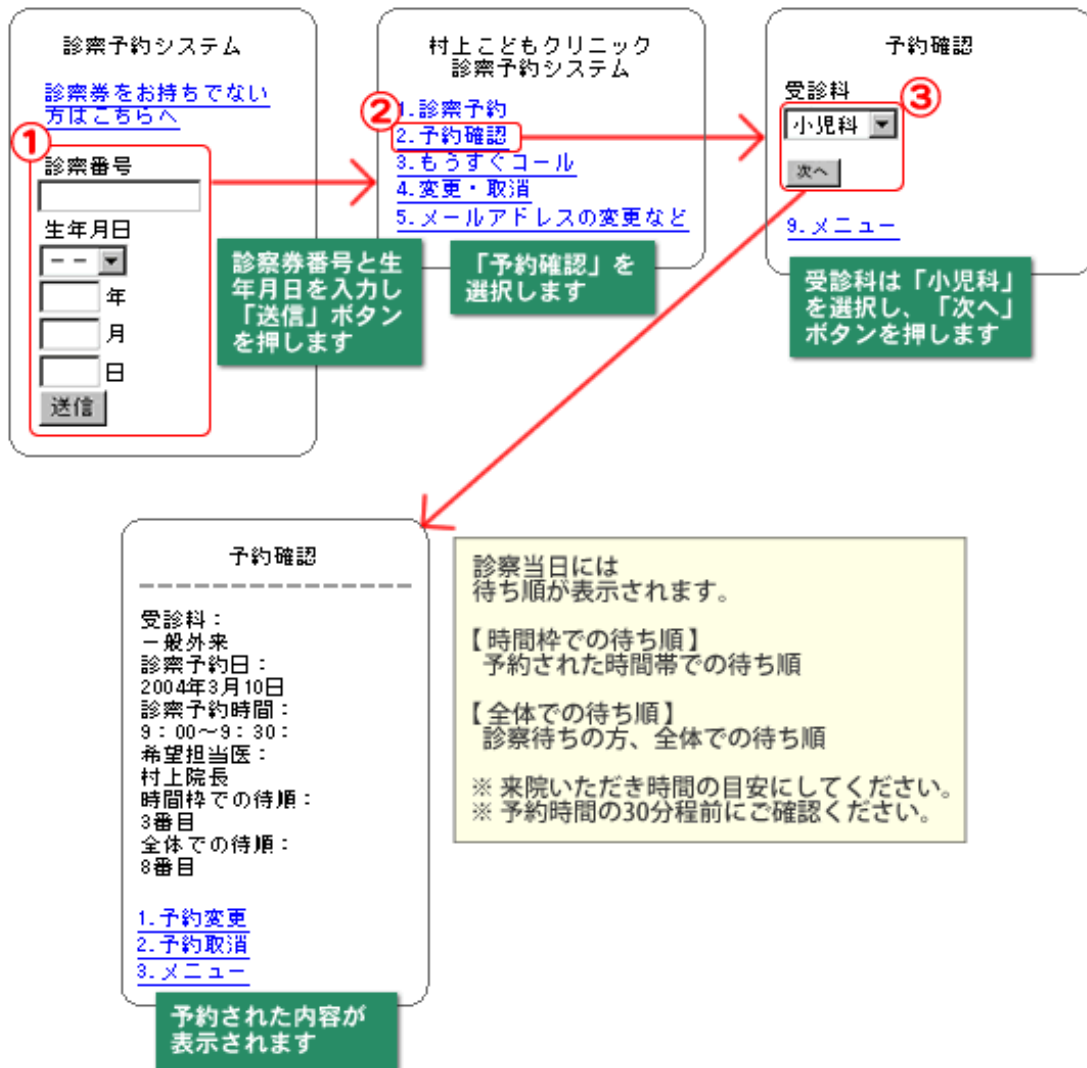 診察予約システム
診察券をお持ちでない
方はこちらへ
①
診察番号
生年月日
--
年
月
日
送信
診察券番号と生
年月日を入力し
「送信」ボタン
を押します
村上こどもクリニック
診察予約システム
②
1.診察予約
2.予約確認
3.もうすぐコール
4.変更・取消
5.メールアドレスの変更など
「予約確認」を
選択します
予約確認
受診科
③
小児科
次へ
9.メニュー
受診科は「小児科」
を選択し、「次へ」
ボタンを押します
予約確認
-----------------
受診科：
一般外来
診察予約日：
2004年3月10日
診察予約時間：
9：00～9：30：
希望担当医：
村上院長
時間枠での待順：
3番目
全体での待順：
8番目
1.予約変更
2.予約取消
3.メニュー
予約された内容が
表示されます
診察当日には
待ち順が表示されます。
【時間枠での待ち順】
予約された時間帯での待ち順
【全体での待ち順】
診察待ちの方、全体での待ち順
※ 来院いただき時間の目安にしてください。
※ 予約時間の30分程前にご確認ください。